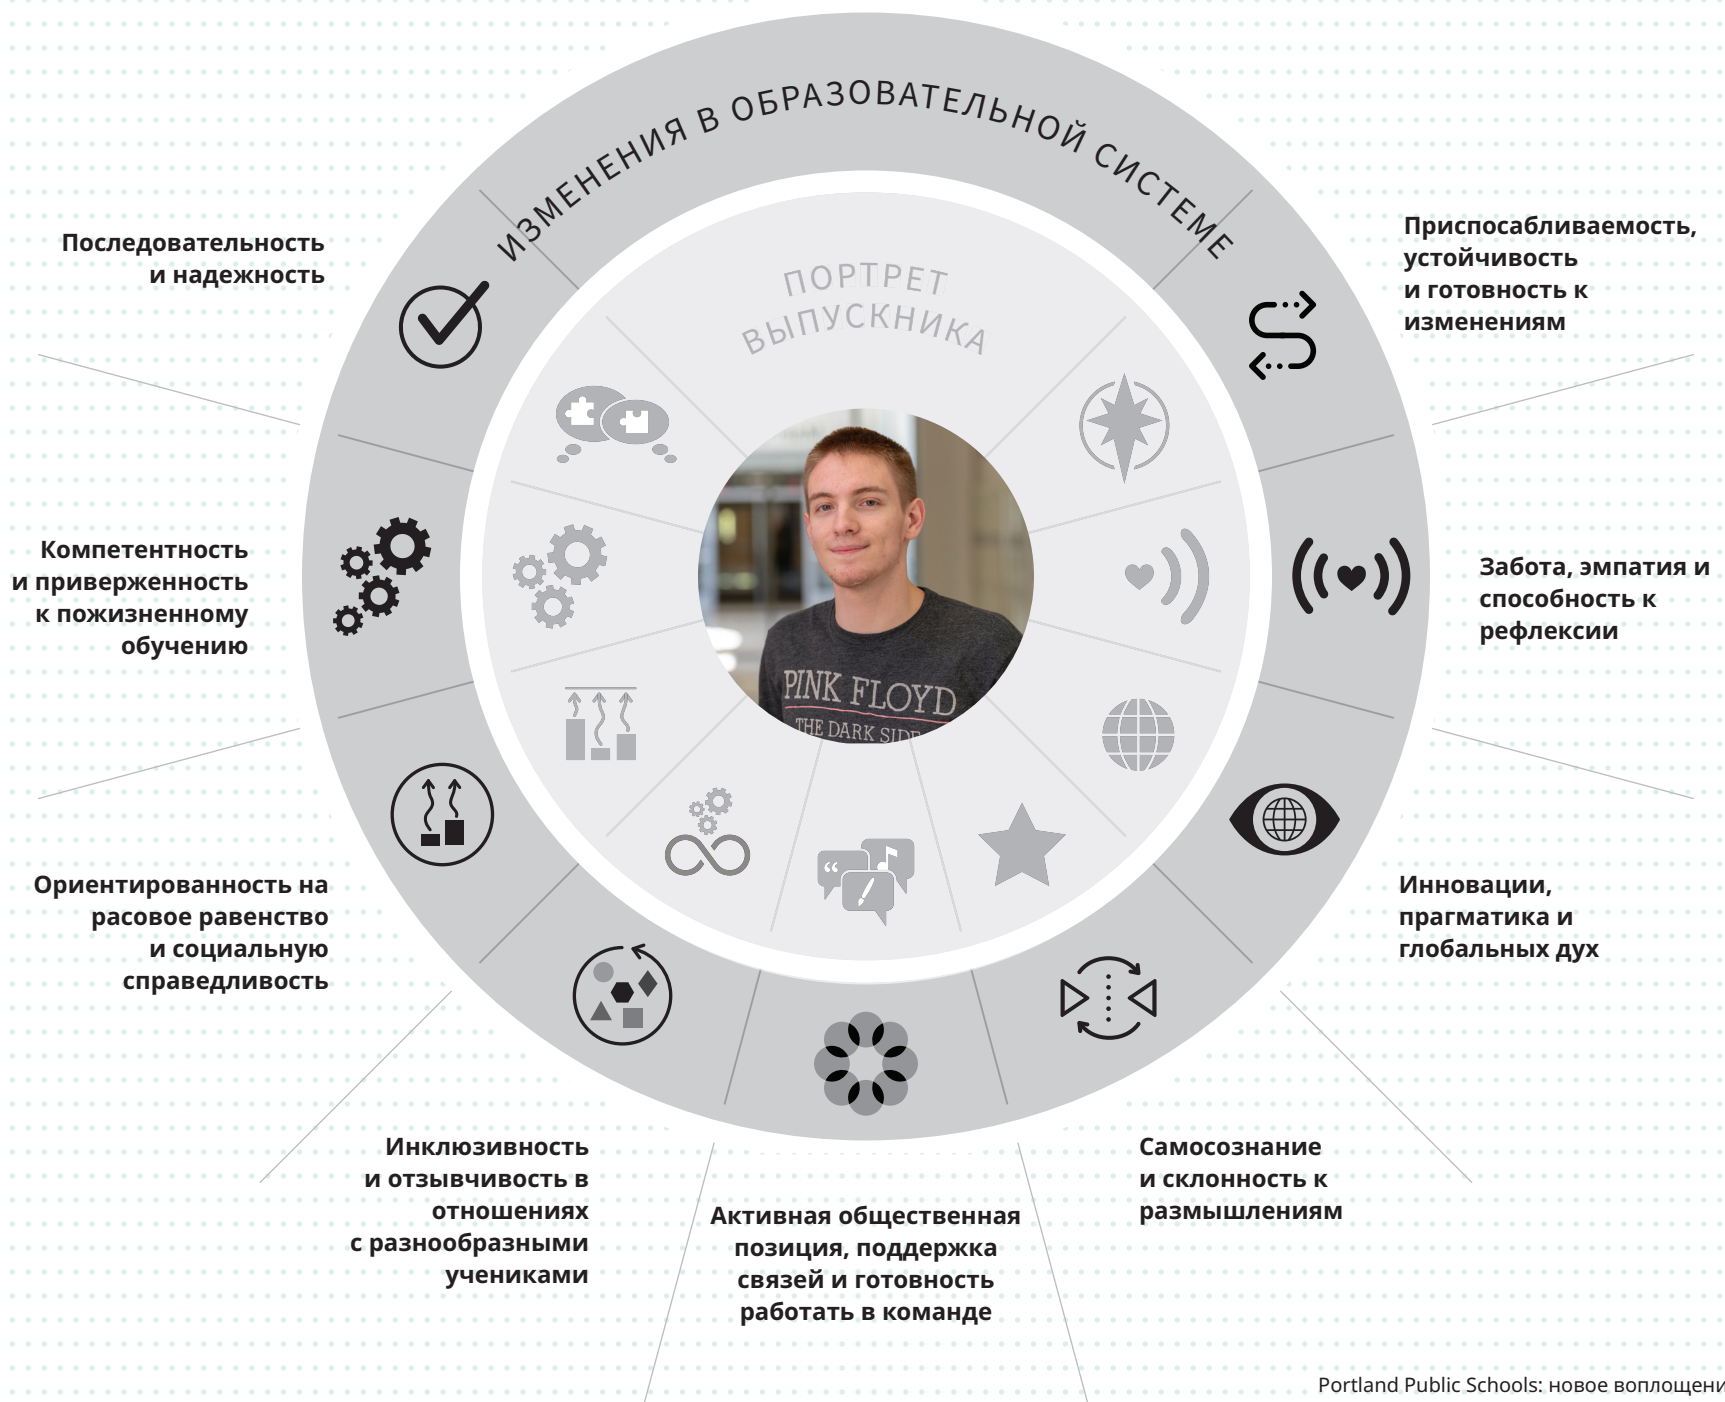 ИЗМЕНЕНИЯ В ОБРАЗОВАТЕЛЬНОЙ СИСТЕМЕ
ПОРТРЕТ
ВЫПУСКНИКА
Последовательность
и надежность
Приспосабливаемость,
устойчивость
и готовность к
изменениям
Компетентность
и приверженность
к пожизненному
обучению
Забота, эмпатия и
способность к
рефлексии
PINK FLOYD
THE DARK SIDE
Ориентированность на
расовое равенство
и социальную
справедливость
Инновации,
прагматика и
глобальных дух
Инклюзивность
и отзывчивость в
отношениях
с разнообразными
учениками
Активная общественная
позиция, поддержка
связей и готовность
работать в команде
Самосознание
и склонность к
размышлениям
Portland Public Schools: новое воплощени